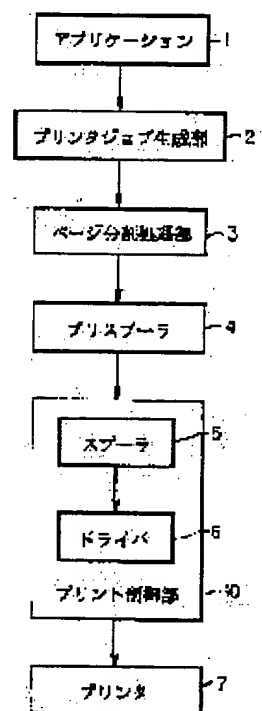 アプリケーション 1
プリンタジョブ生成部 2
ページ分割処理部 3
プリスプーラ 4
スプーラ 5
ドライバ 6
プリント制御部 10
プリンタ 7